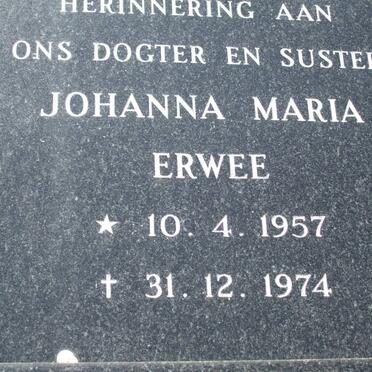 HERINNERING AAN
ONS DOGTER EN SUSTER
JOHANNA MARIA
ERWEE
★ 10. 4. 1957
† 31. 12. 1974